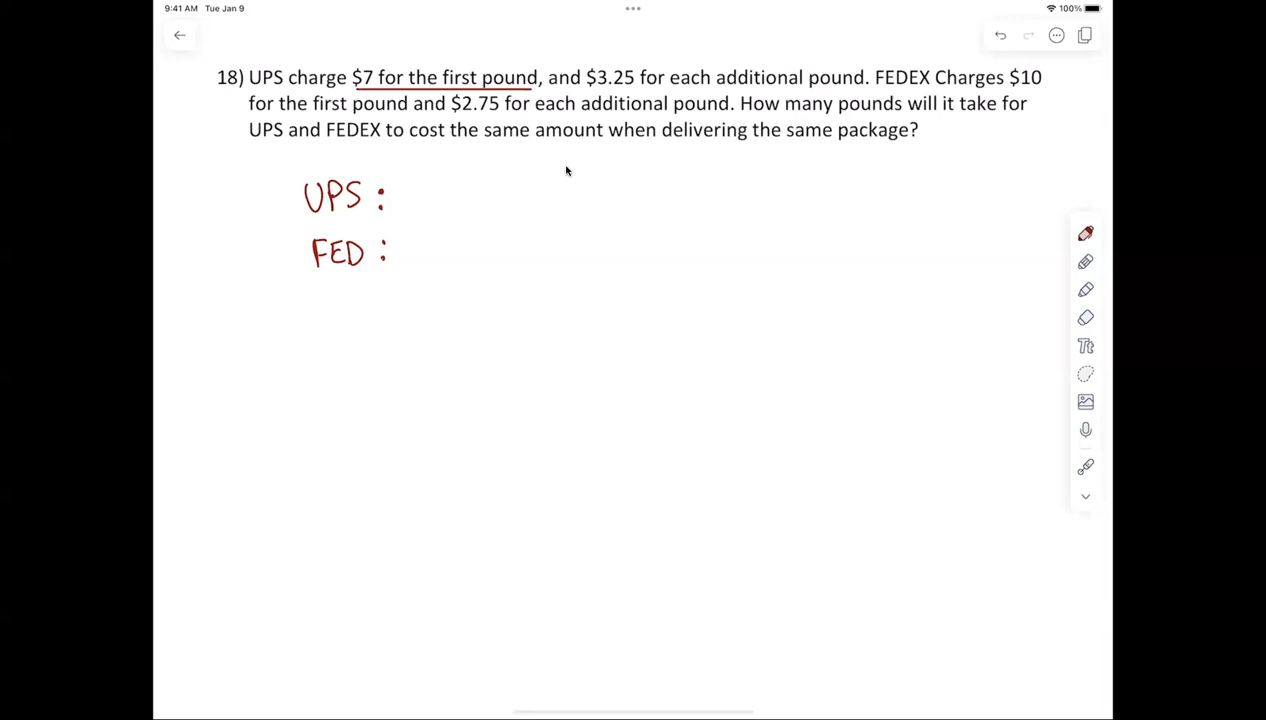 9:41 AM Tue Jan 9
100%
18) UPS charge $7 for the first pound, and $3.25 for each additional pound. FEDEX Charges $10
for the first pound and $2.75 for each additional pound. How many pounds will it take for
UPS and FEDEX to cost the same amount when delivering the same package?
UPS :
FED :
Tt